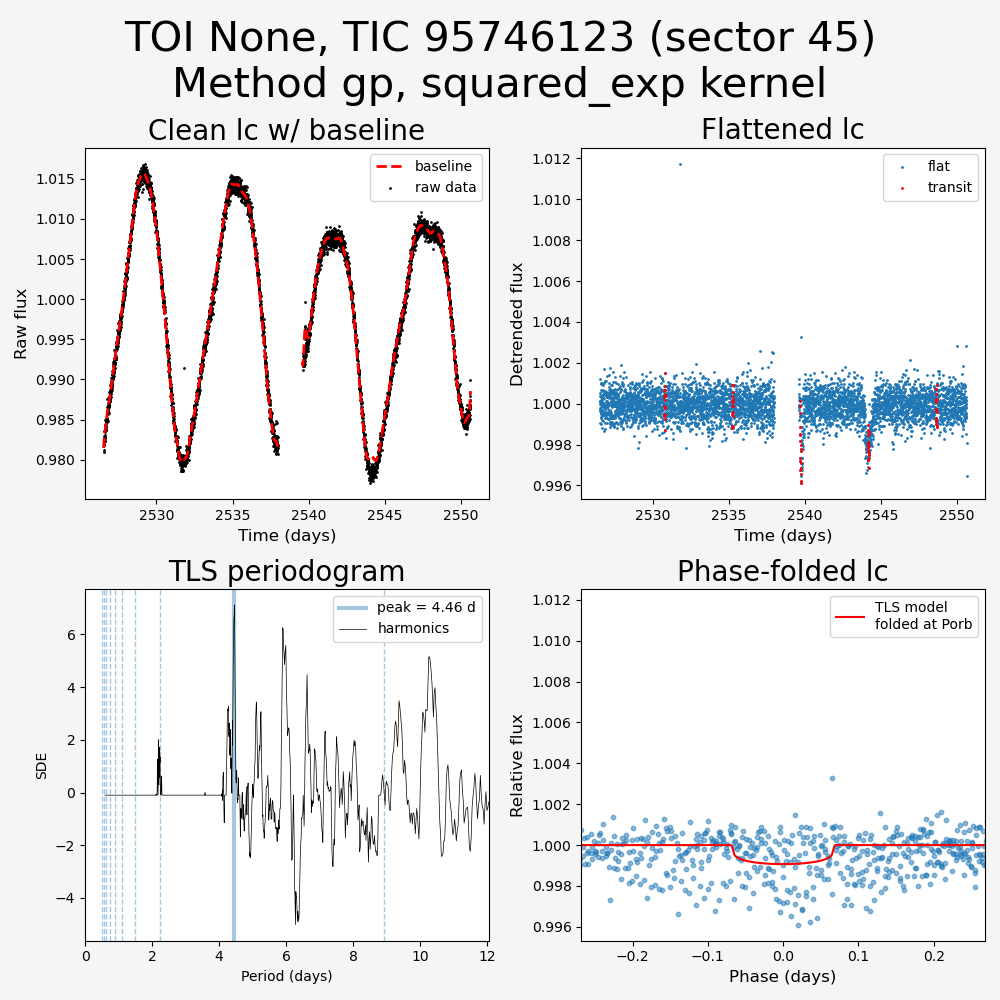 TOI None, TIC 95746123 (sector 45)
Method gp, squared_exp kernel
Clean lc w/ baseline
baseline
raw data
1.015
1.010
1.005
1.000
0.995
0.990
0.985
0.980
Raw flux
2530
2535
2540
2545
2550
Time (days)
Flattened lc
flat
transit
1.012
1.010
1.008
1.006
1.004
1.002
1.000
0.998
0.996
Detrended flux
2530
2535
2540
2545
2550
Time (days)
TLS periodogram
peak = 4.46 d
harmonics
6
4
2
0
−2
−4
SDE
0
2
4
6
8
10
12
Period (days)
Phase-folded lc
TLS model
folded at Porb
1.012
1.010
1.008
1.006
1.004
1.002
1.000
0.998
0.996
Relative flux
−0.2
−0.1
0.0
0.1
0.2
Phase (days)